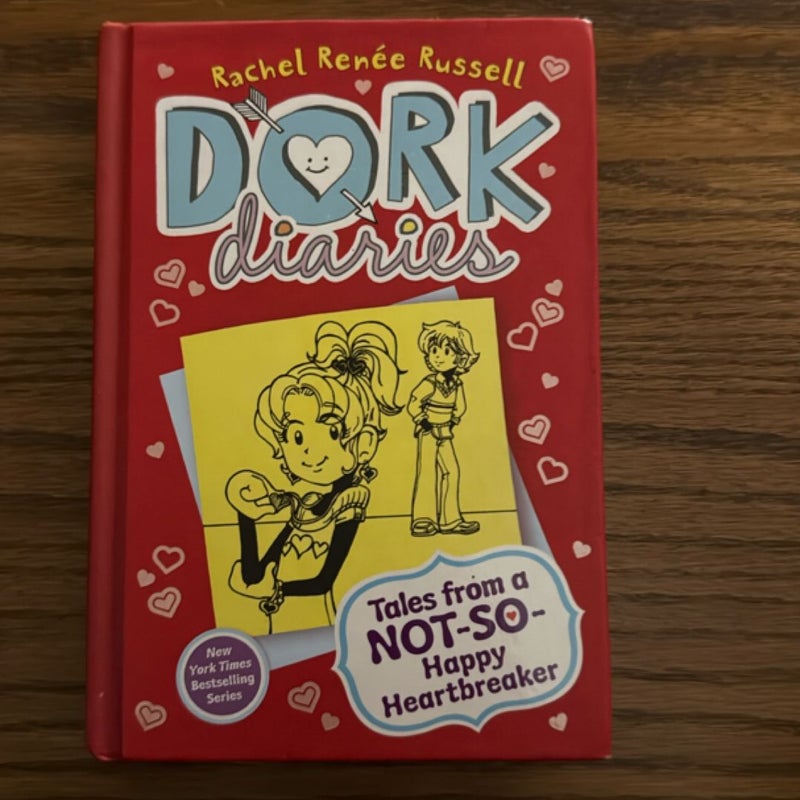 Rachel Renée Russell
DORK
diaries
Tales from a
NOT-SO-
Happy
Heartbreaker
New
York Times
Bestselling
Series